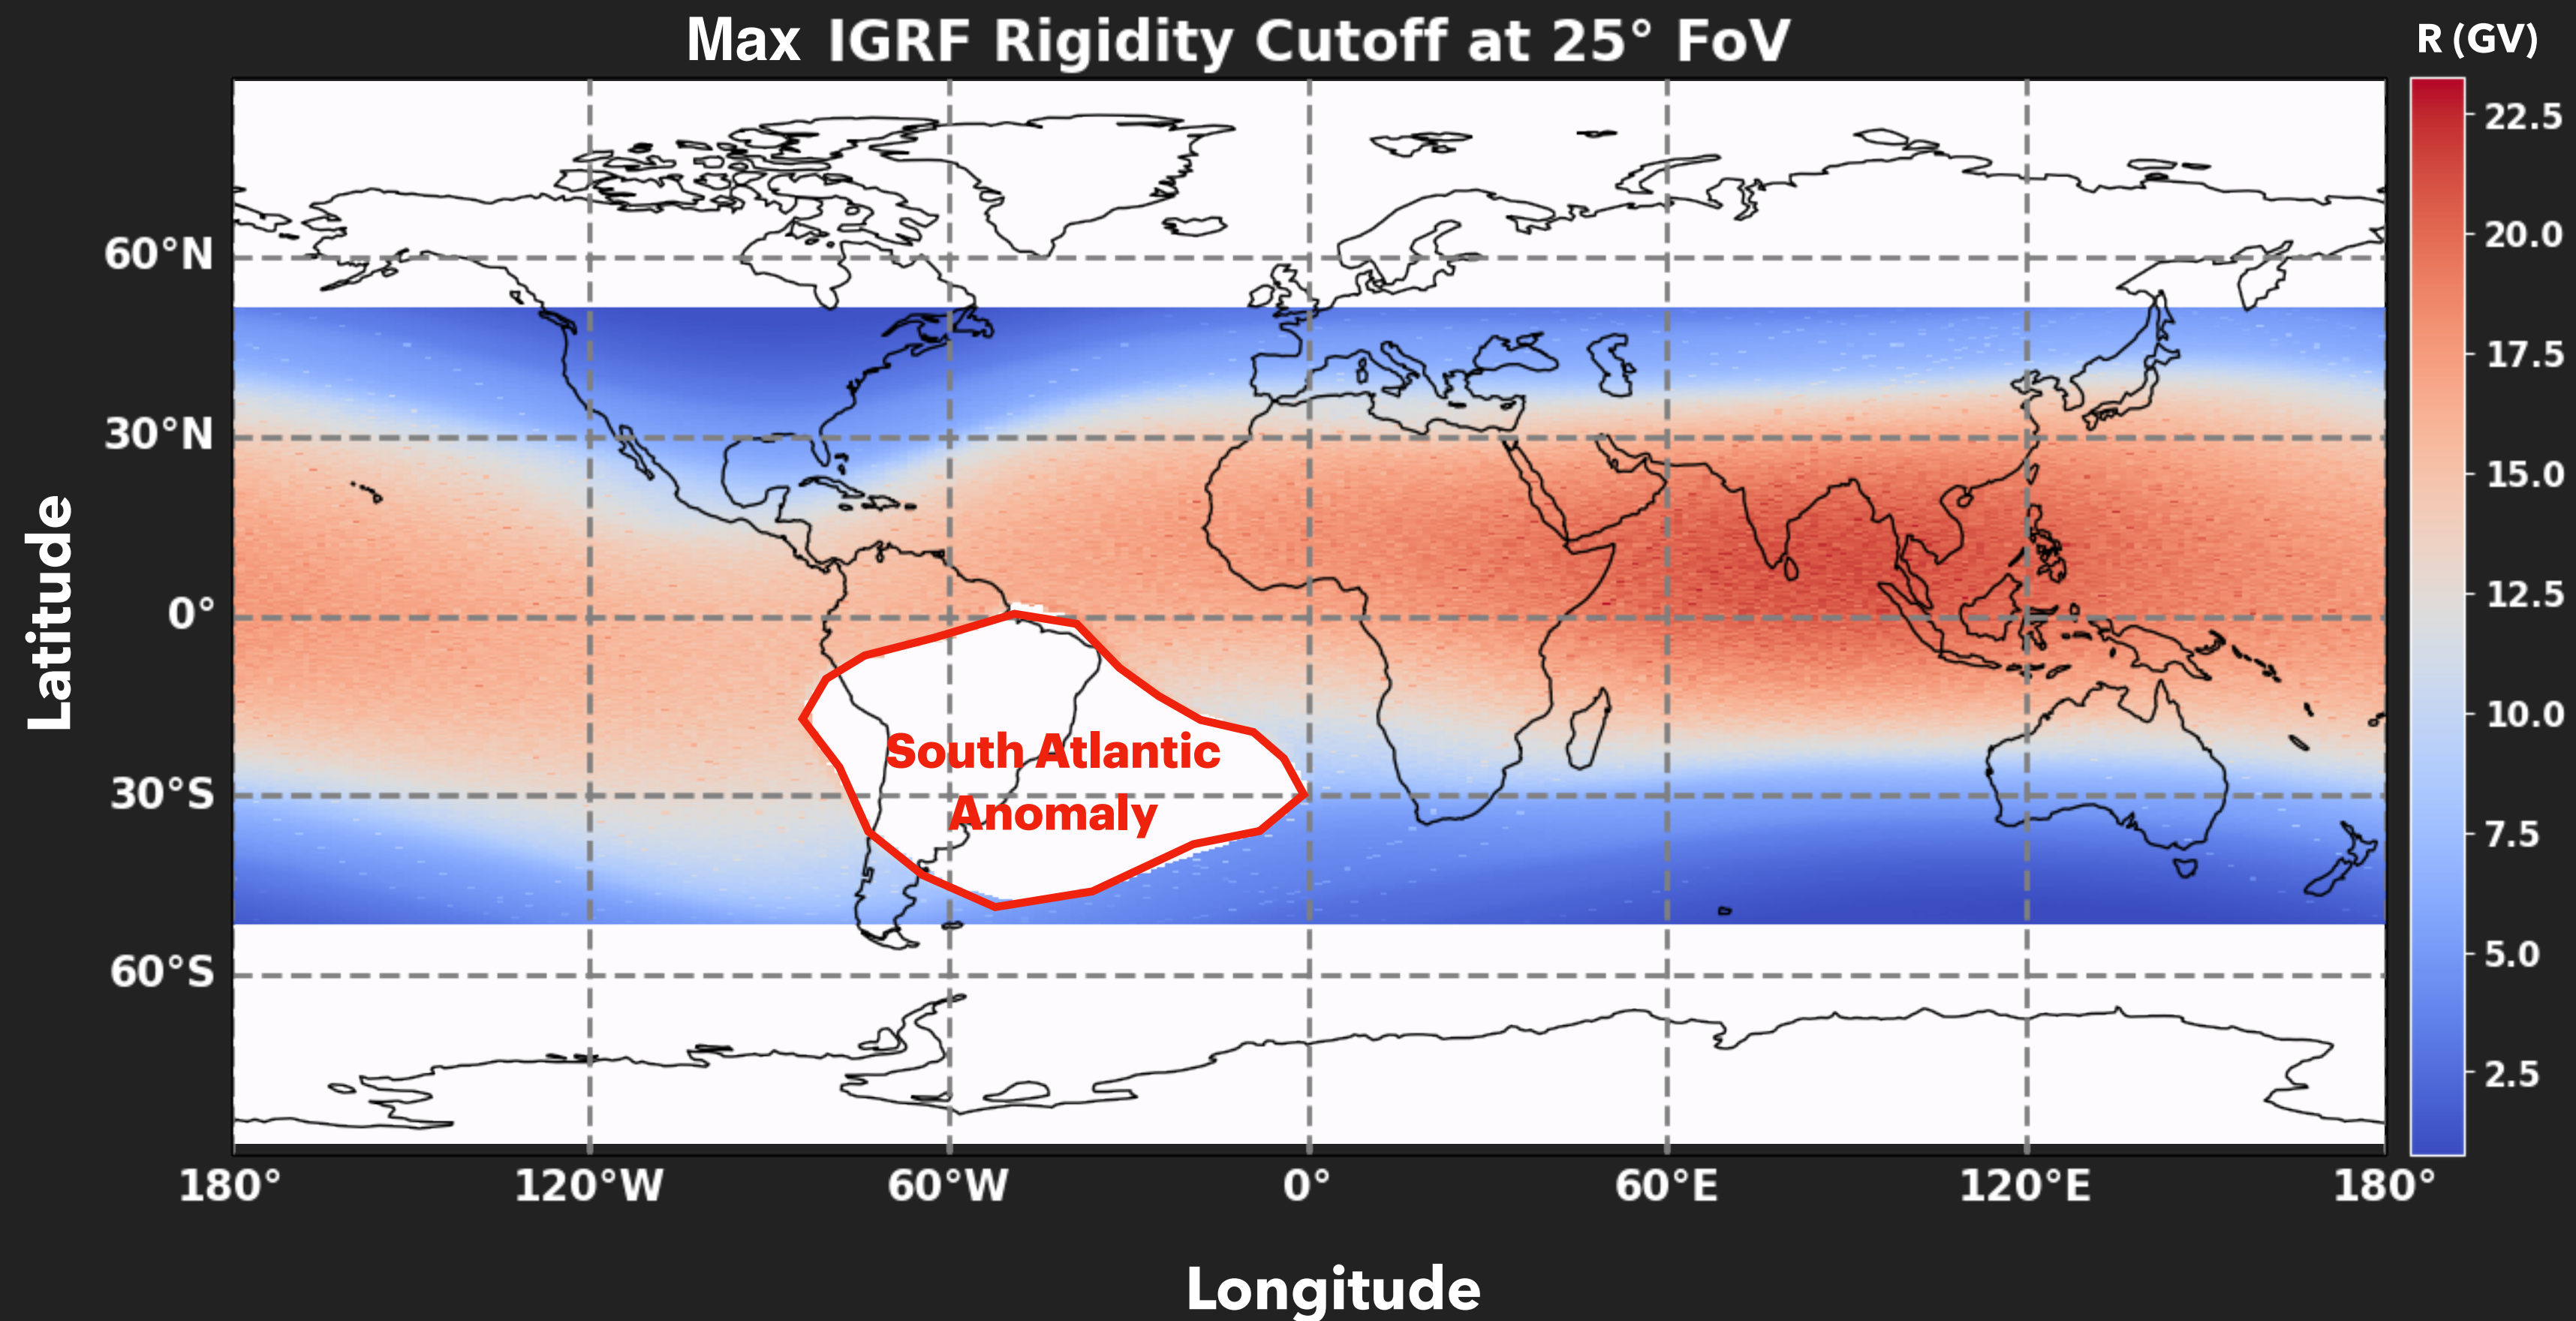 Max IGRF Rigidity Cutoff at 25° FoV
R (GV)
22.5
20.0
17.5
15.0
12.5
10.0
7.5
5.0
2.5
Latitude
60°N
30°N
0°
30°S
60°S
South Atlantic
Anomaly
180°
120°W
60°W
0°
60°E
120°E
180°
Longitude